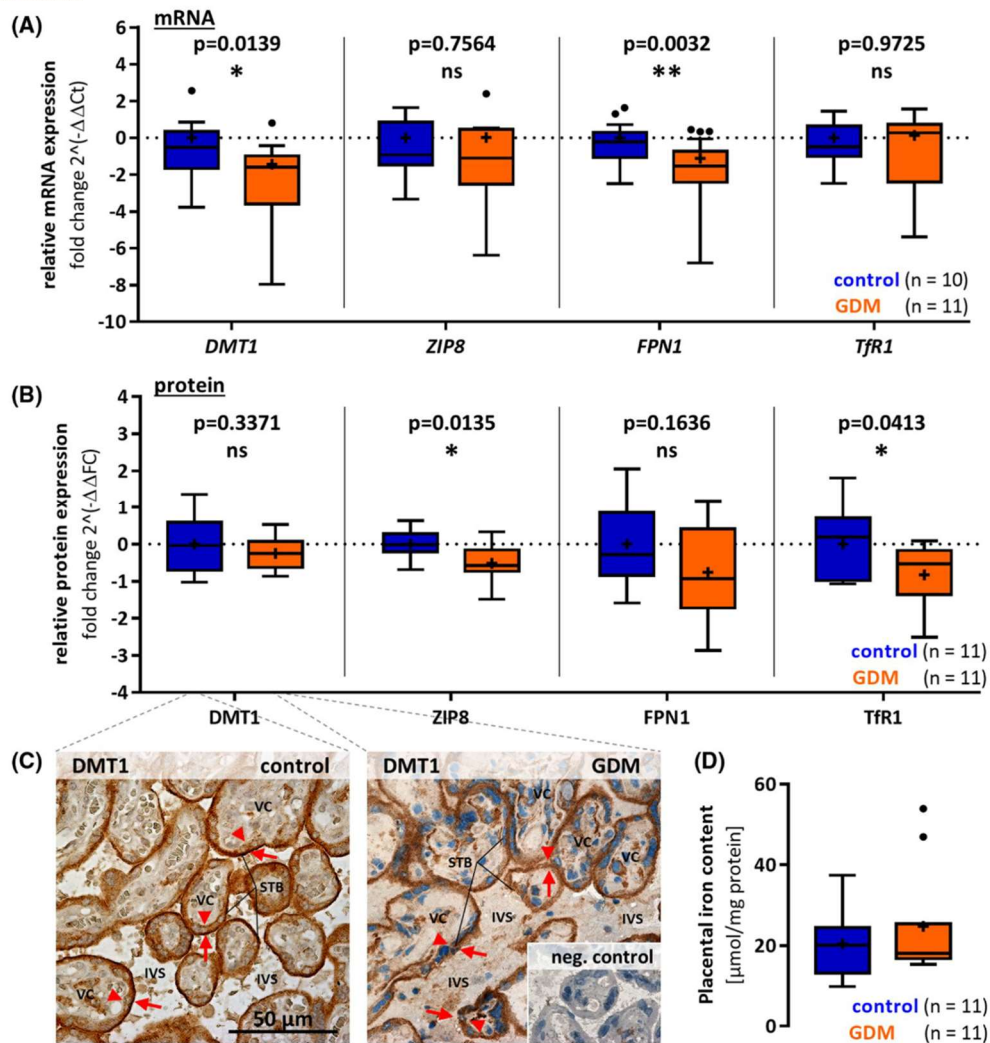 (A)
mRNA
p=0.0139 p=0.7564 p=0.0032 p=0.9725
* ns ** ns
relative mRNA expression
fold change 2^(-ΔΔCt)
6
4
2
0
-2
-4
-6
-8
-10
control (n = 10)
GDM (n = 11)
DMT1 ZIP8 FPN1 TfR1
(B)
protein
p=0.3371 p=0.0135 p=0.1636 p=0.0413
ns * ns *
relative protein expression
fold change 2^(-ΔΔFC)
4
3
2
1
0
-1
-2
-3
-4
control (n = 11)
GDM (n = 11)
DMT1 ZIP8 FPN1 TfR1
(C)
DMT1 control
VC
STB
VC
IVS
VC
IVS
50 µm
DMT1 GDM
VC
STB
VC
VC
IVS
IVS
IVS
neg. control
(D)
Placental iron content
[µmol/mg protein]
60
40
20
0
control (n = 11)
GDM (n = 11)